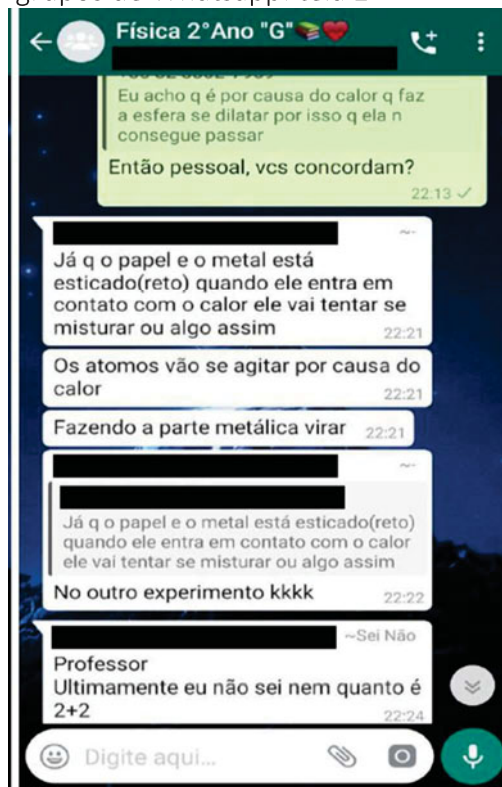 Física 2°Ano "G"📚❤️
Eu acho q é por causa do calor q faz
a esfera se dilatar por isso q ela n
consegue passar
Então pessoal, vcs concordam?
22:13
Já q o papel e o metal está
esticado(reto) quando ele entra em
contato com o calor ele vai tentar se
misturar ou algo assim
22:21
Os atomos vão se agitar por causa do
calor
22:21
Fazendo a parte metálica virar 22:21
Já q o papel e o metal está esticado(reto)
quando ele entra em contato com o calor
ele vai tentar se misturar ou algo assim
No outro experimento kkkk
22:22
~Sei Não
Professor
Ultimamente eu não sei nem quanto é
2+2
22:24
Digite aqui...